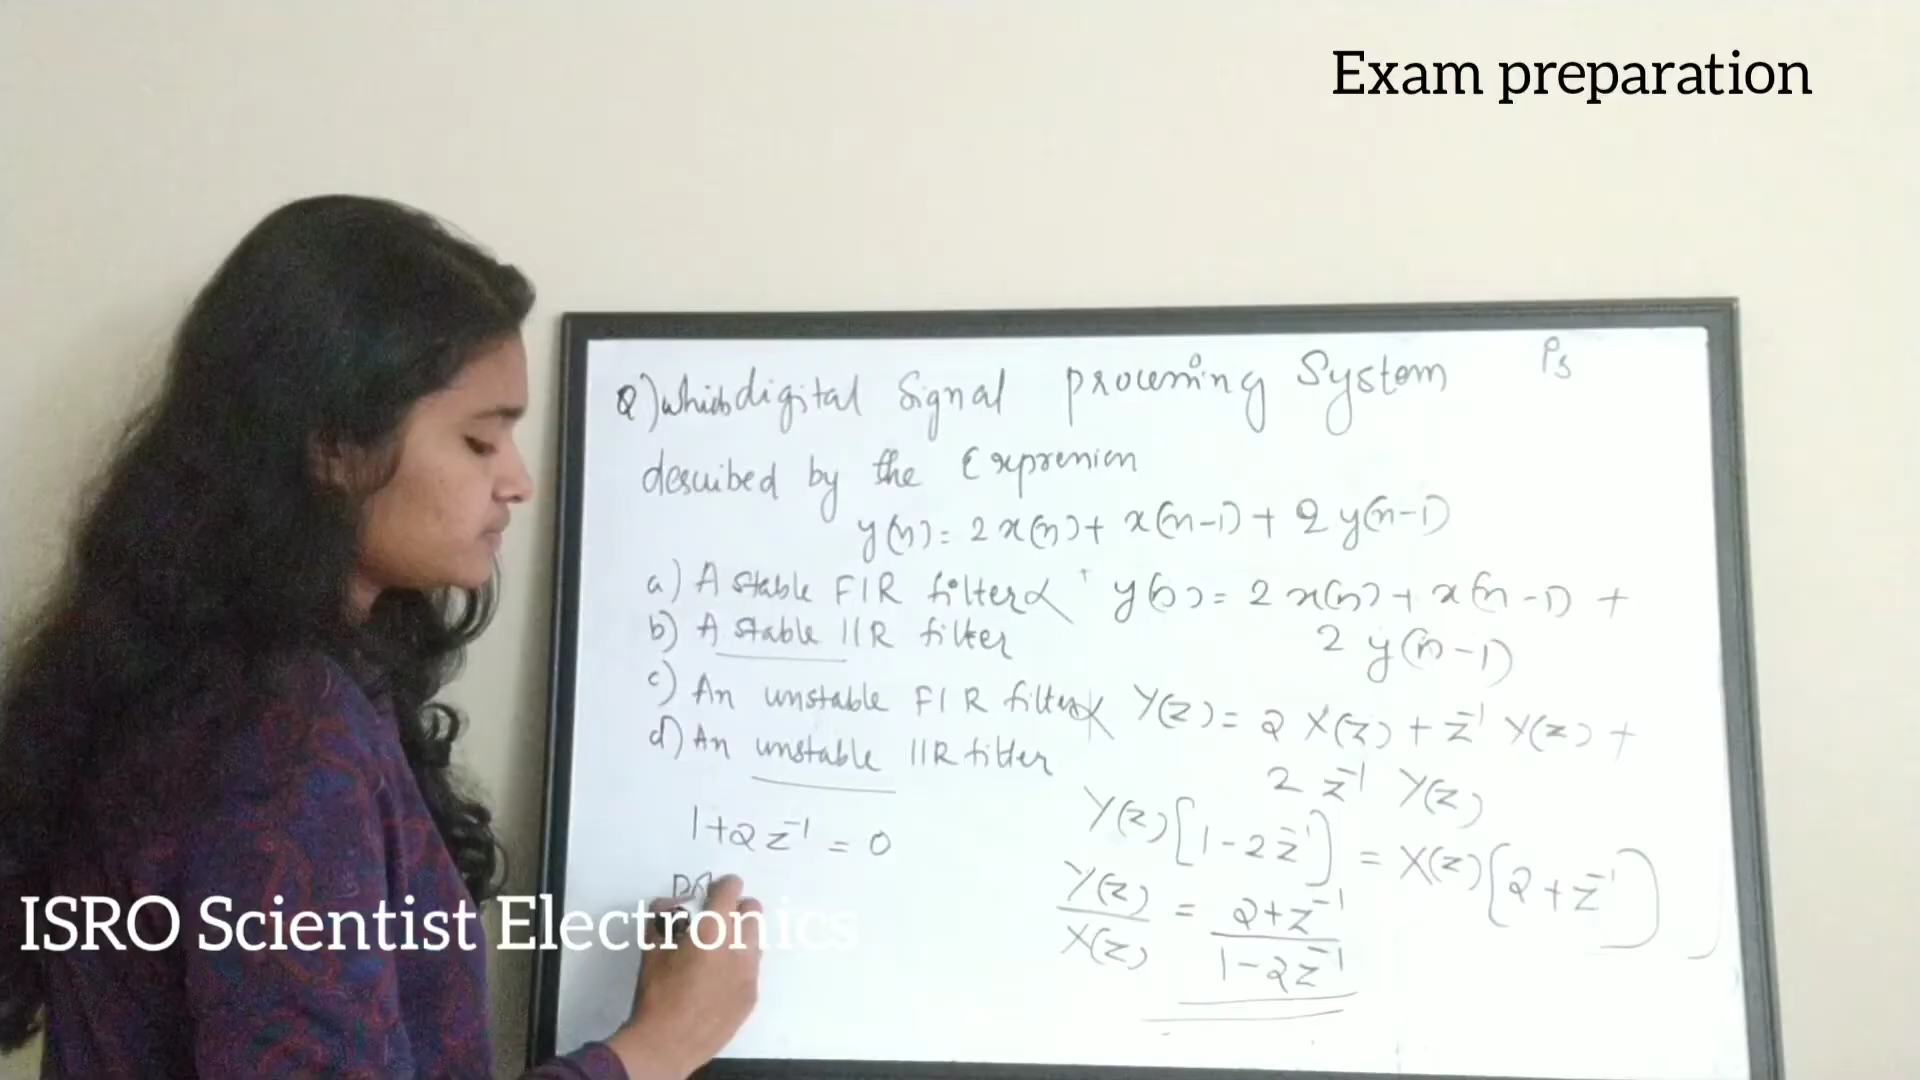 Exam preparation
Q) which digital Signal processing System Ps
described by the Expression
y(n) = 2x(n) + x(n-1) + 2y(n-1)
a) A stable FIR filter
b) A stable IIR filter
c) An unstable FIR filter
d) An unstable IIR filter
1+2z⁻¹ = 0
y(n) = 2x(n) + x(n-1) +
2y(n-1)
Y(z) = 2X(z) + z⁻¹ Y(z) +
2z⁻¹ Y(z)
Y(z)[1-2z⁻¹] = X(z)[2+z⁻¹]
Y(z)/X(z) = 2+z⁻¹/1-2z⁻¹
ISRO Scientist Electronics